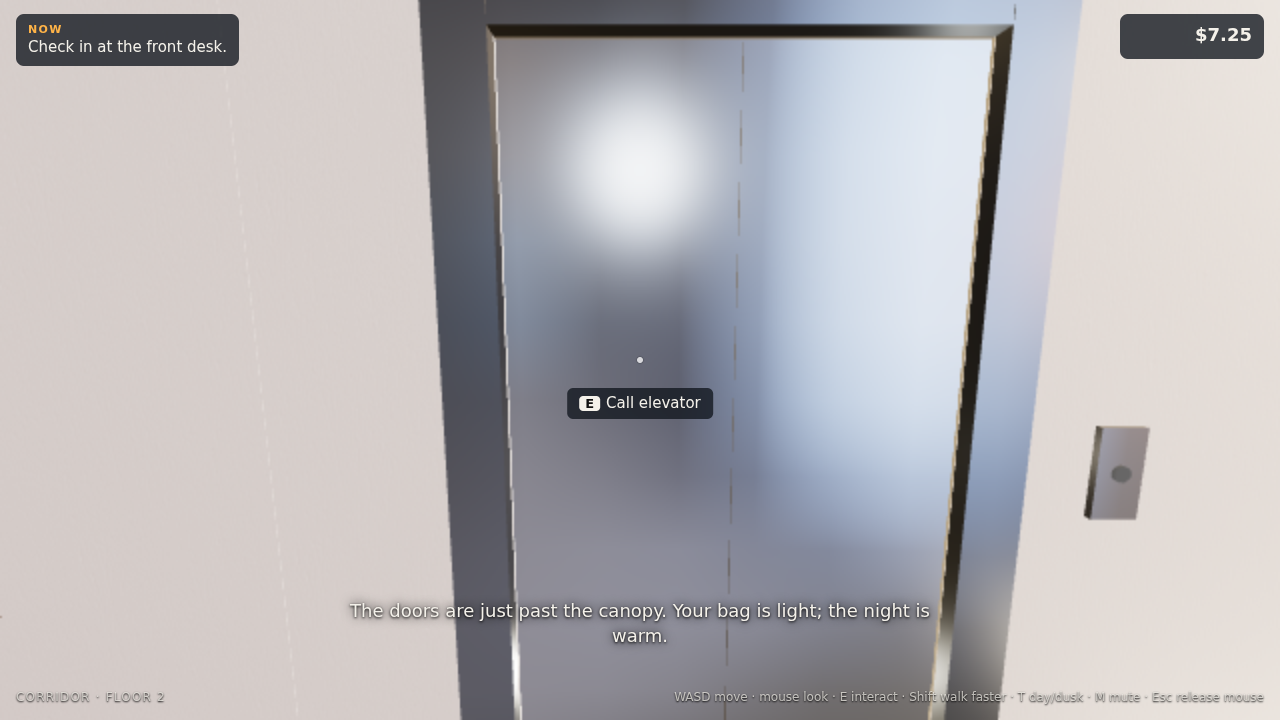 NOW
Check in at the front desk.
$7.25
E Call elevator
The doors are just past the canopy. Your bag is light; the night is
warm.
CORRIDOR · FLOOR 2
WASD move · mouse look · E interact · Shift walk faster · T day/dusk · M mute · Esc release mouse